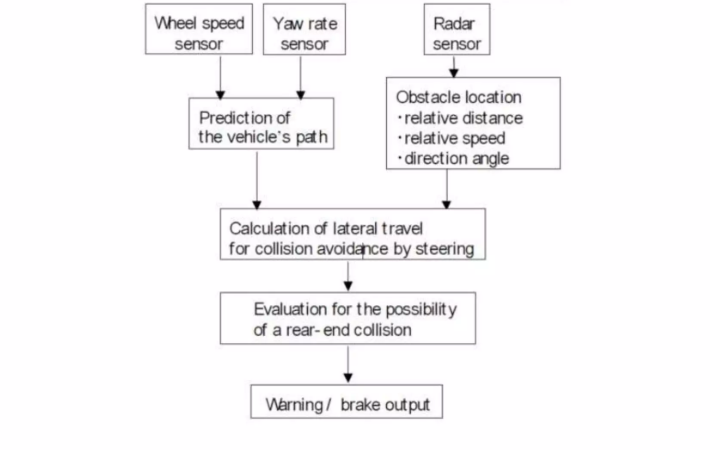 Wheel speed
sensor
Yaw rate
sensor
Radar
sensor
Prediction of
the vehicle's path
Obstacle location
･relative distance
･relative speed
･direction angle
Calculation of lateral travel
for collision avoidance by steering
Evaluation for the possibility
of a rear-end collision
Warning/ brake output